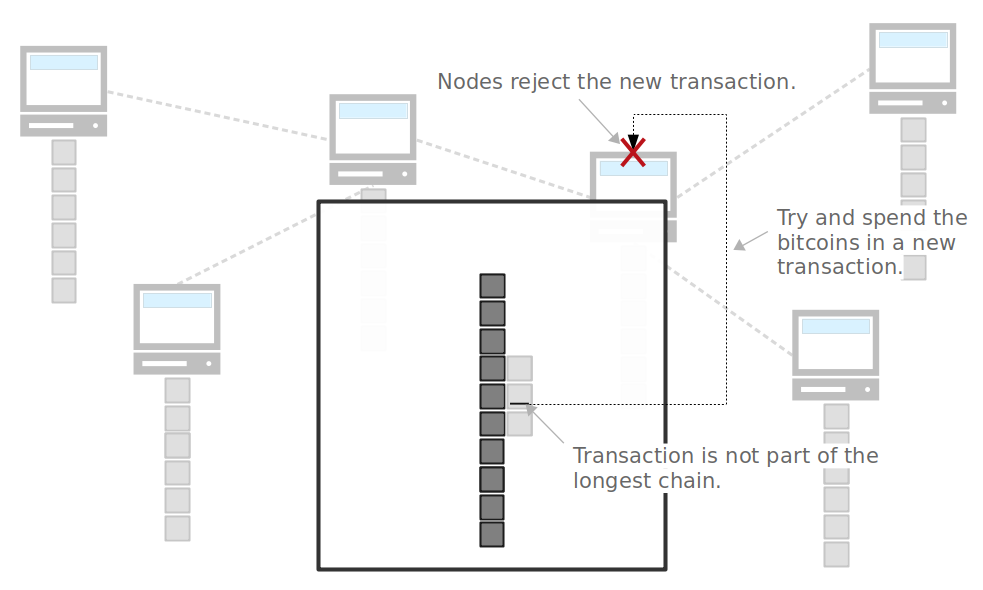 Nodes reject the new transaction.
Try and spend the
bitcoins in a new
transaction.
Transaction is not part of the
longest chain.